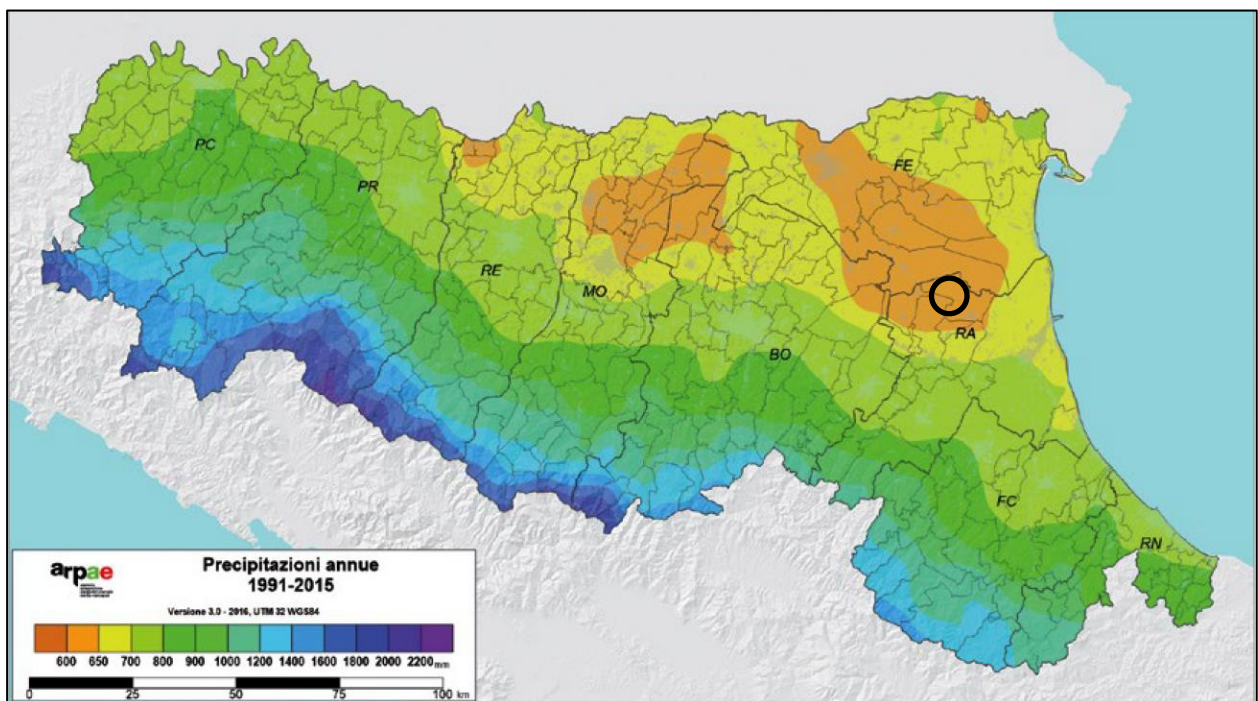 PC
PR
RE
MO
BO
FE
RA
FC
RN
arpae
Precipitazioni annue
1991-2015
Versione 3.0 - 2016, UTM 32 WGS84
600 650 700 800 900 1000 1200 1400 1600 1800 2000 2200 mm
0 25 50 75 100 km